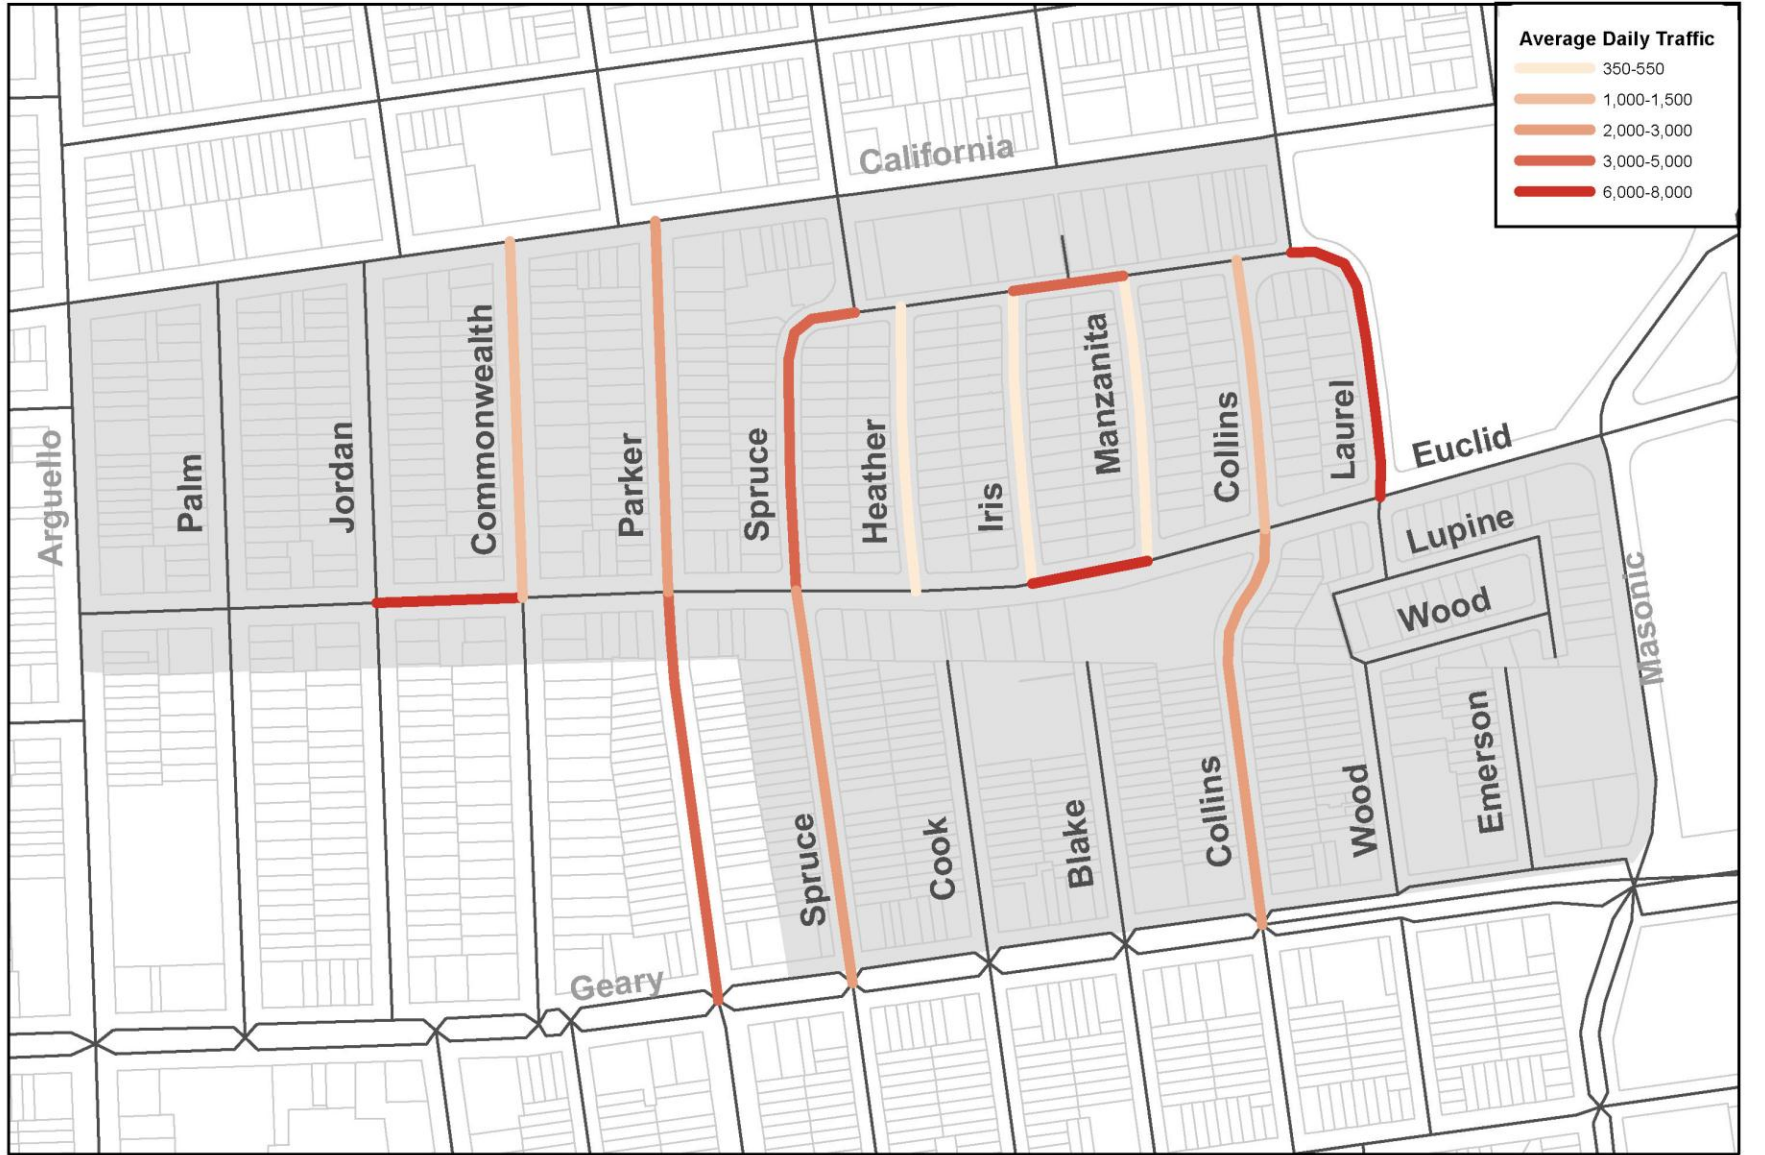 Average Daily Traffic
350-550
1,000-1,500
2,000-3,000
3,000-5,000
6,000-8,000
California
Arguello
Palm
Jordan
Commonwealth
Parker
Spruce
Heather
Iris
Manzanita
Collins
Laurel
Euclid
Lupine
Wood
Masonic
Spruce
Cook
Blake
Collins
Wood
Emerson
Geary